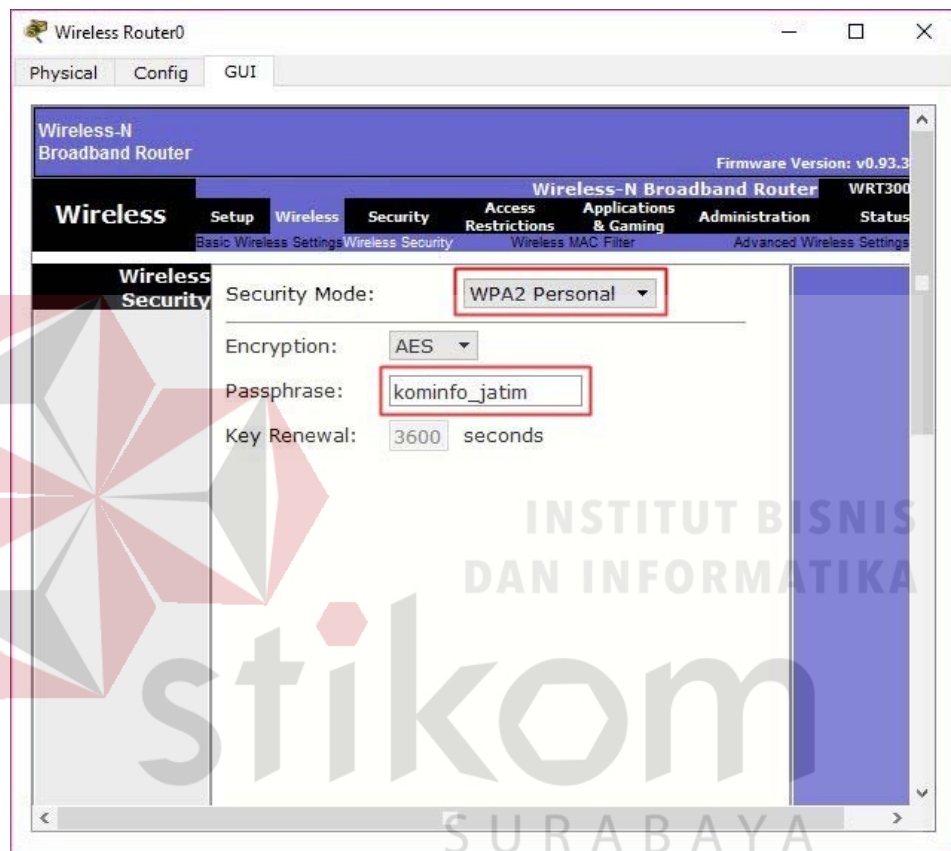 Wireless Router0
Physical Config GUI
Wireless-N
Broadband Router
Firmware Version: v0.93.3
Wireless-N Broadband Router WRT300
Wireless
Setup Wireless Security Access Restrictions Applications & Gaming Administration Status
Basic Wireless Settings Wireless Security Wireless MAC Filter Advanced Wireless Settings
Wireless
Security
Security Mode: WPA2 Personal
Encryption: AES
Passphrase: kominfo_jatim
Key Renewal: 3600 seconds
INSTITUT BISNIS
DAN INFORMATIKA
stikom
SURABAYA